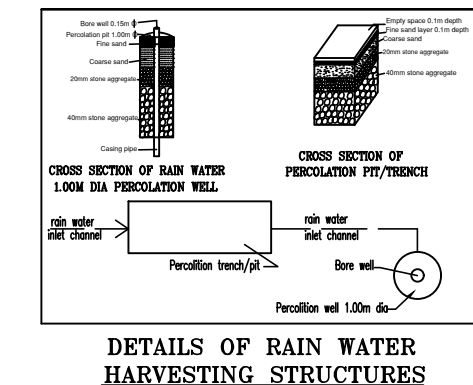 Bore well 0.15m ϕ
Percolation pit 1.00m ϕ
Fine sand
Coarse sand
20mm stone aggregate
40mm stone aggregate
Casing pipe
CROSS SECTION OF RAIN WATER
1.00M DIA PERCOLATION WELL
Empty space 0.1m depth
Fine sand layer 0.1m depth
Coarse sand
20mm stone aggregate
40mm stone aggregate
CROSS SECTION OF
PERCOLATION PIT/TRENCH
rain water
inlet channel
Percolition trench/pit
rain water
inlet channel
Bore well
Percolition well 1.00m dia
DETAILS OF RAIN WATER
HARVESTING STRUCTURES